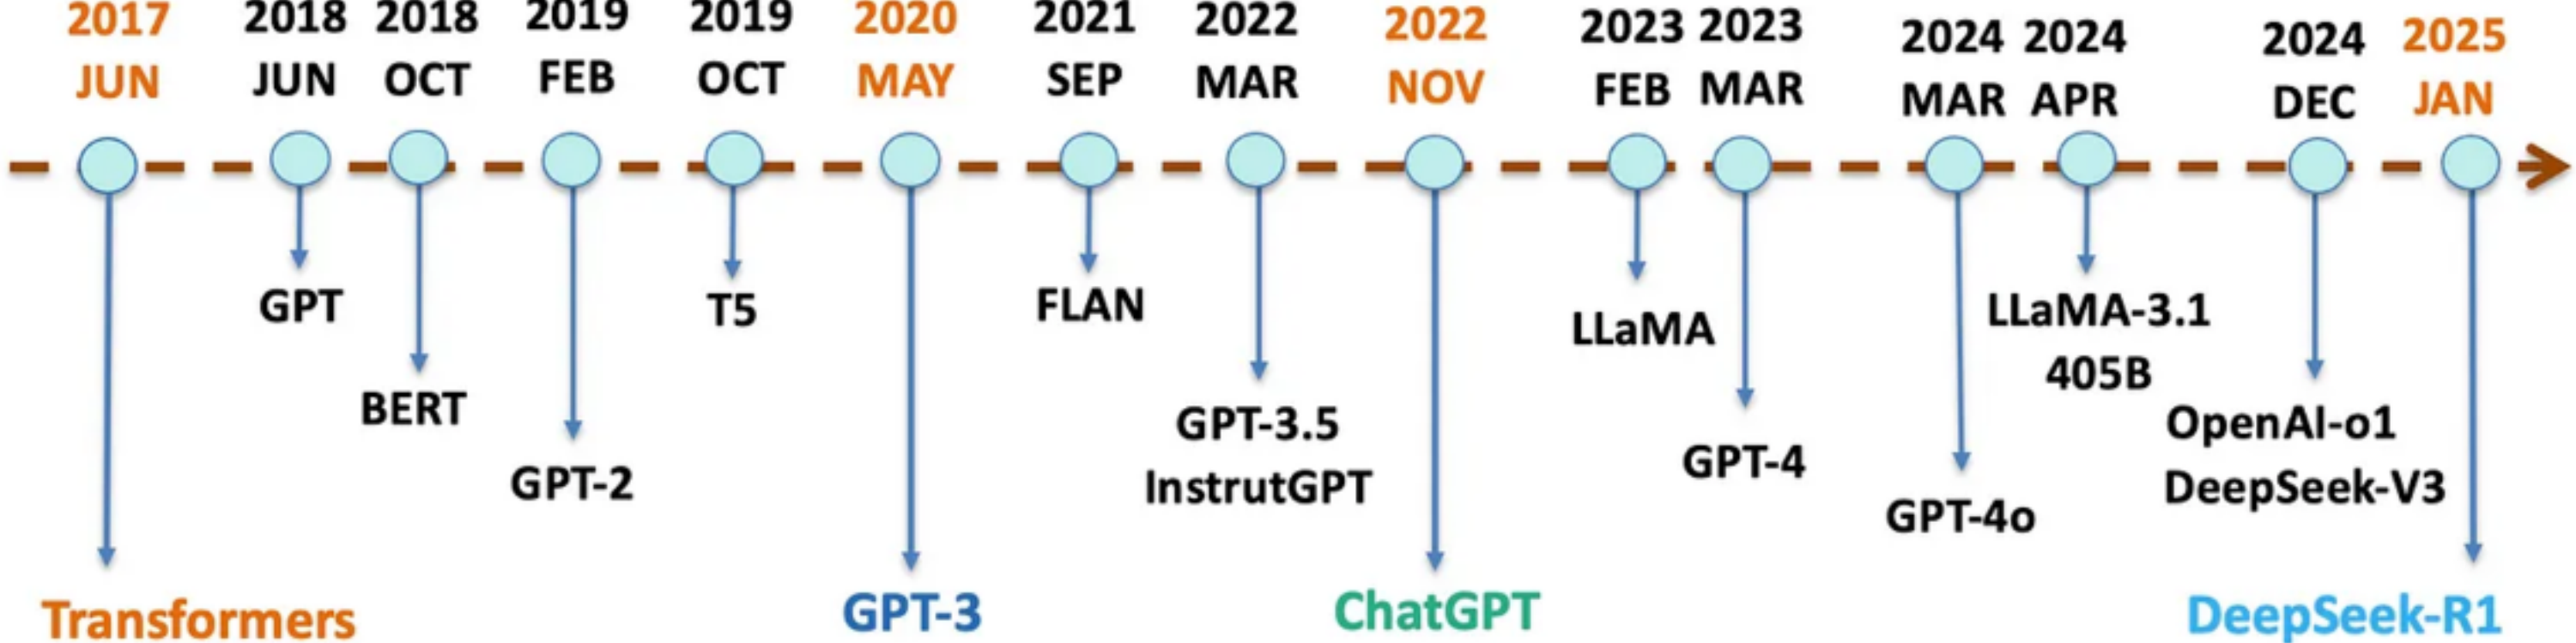 2017
JUN
2018
JUN
2018
OCT
2019
FEB
2019
OCT
2020
MAY
2021
SEP
2022
MAR
2022
NOV
2023
FEB
2023
MAR
2024
MAR
2024
APR
2024
DEC
2025
JAN
Transformers
GPT
BERT
GPT-2
T5
GPT-3
FLAN
GPT-3.5
InstrutGPT
ChatGPT
LLaMA
GPT-4
GPT-4o
LLaMA-3.1
405B
OpenAI-o1
DeepSeek-V3
DeepSeek-R1